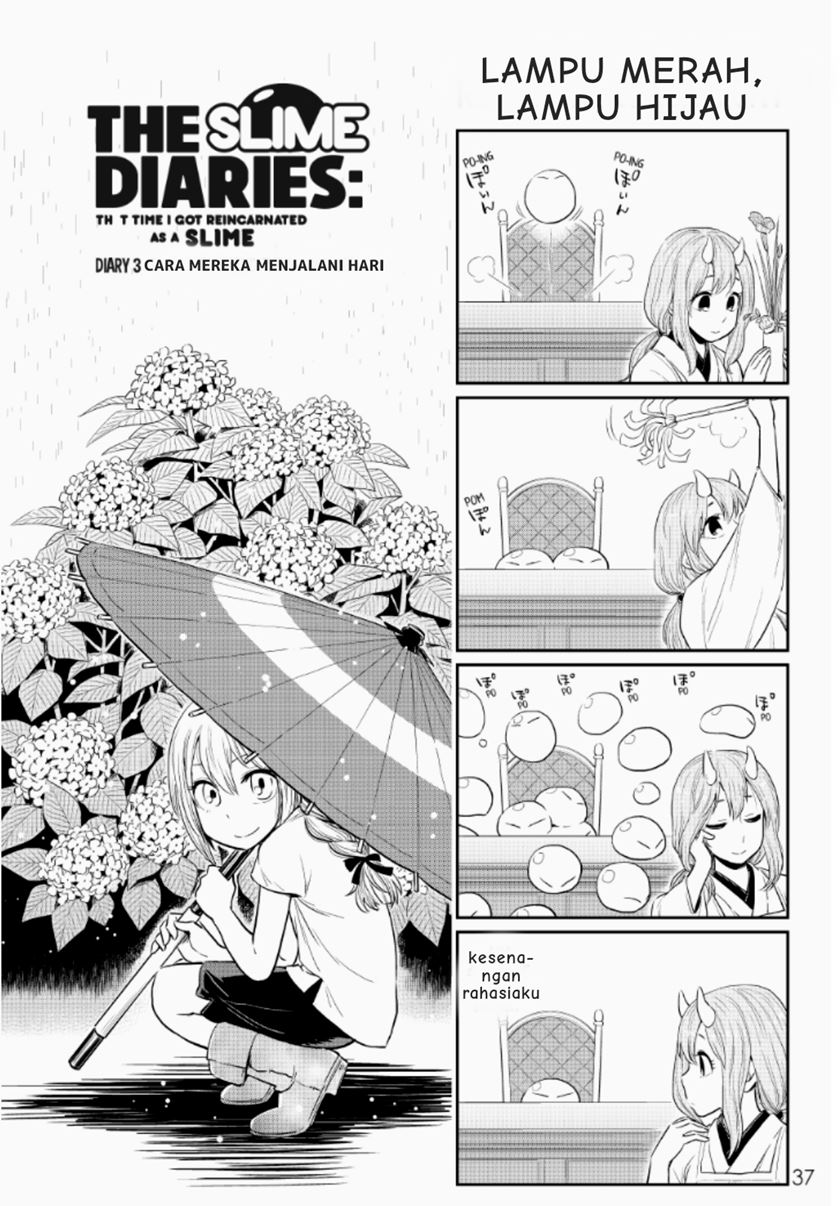 THE SLIME
DIARIES:
TH T TIME I GOT REINCARNATED
AS A SLIME
DIARY 3 CARA MEREKA MENJALANI HARI
LAMPU MERAH,
LAMPU HIJAU
PO-ING
ぽいん
PO-ING
ぽいん
POM
ぽん
ぽ
PO
ぽ
PO
ぽ
PO
ぽ
PO
ぽ
PO
ぽ
PO
kesena-
ngan
rahasiaku
37